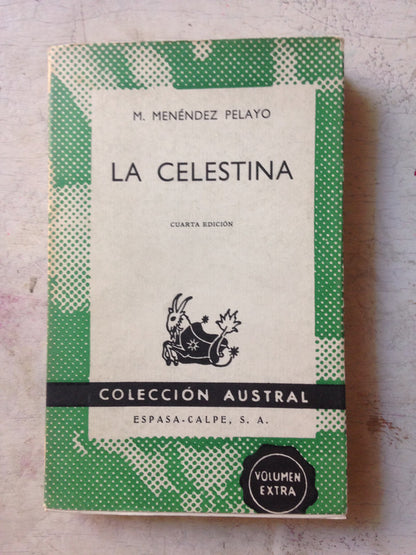 M. MENÉNDEZ PELAYO
LA CELESTINA
CUARTA EDICIÓN
COLECCIÓN AUSTRAL
ESPASA-CALPE, S. A.
VOLUMEN
EXTRA